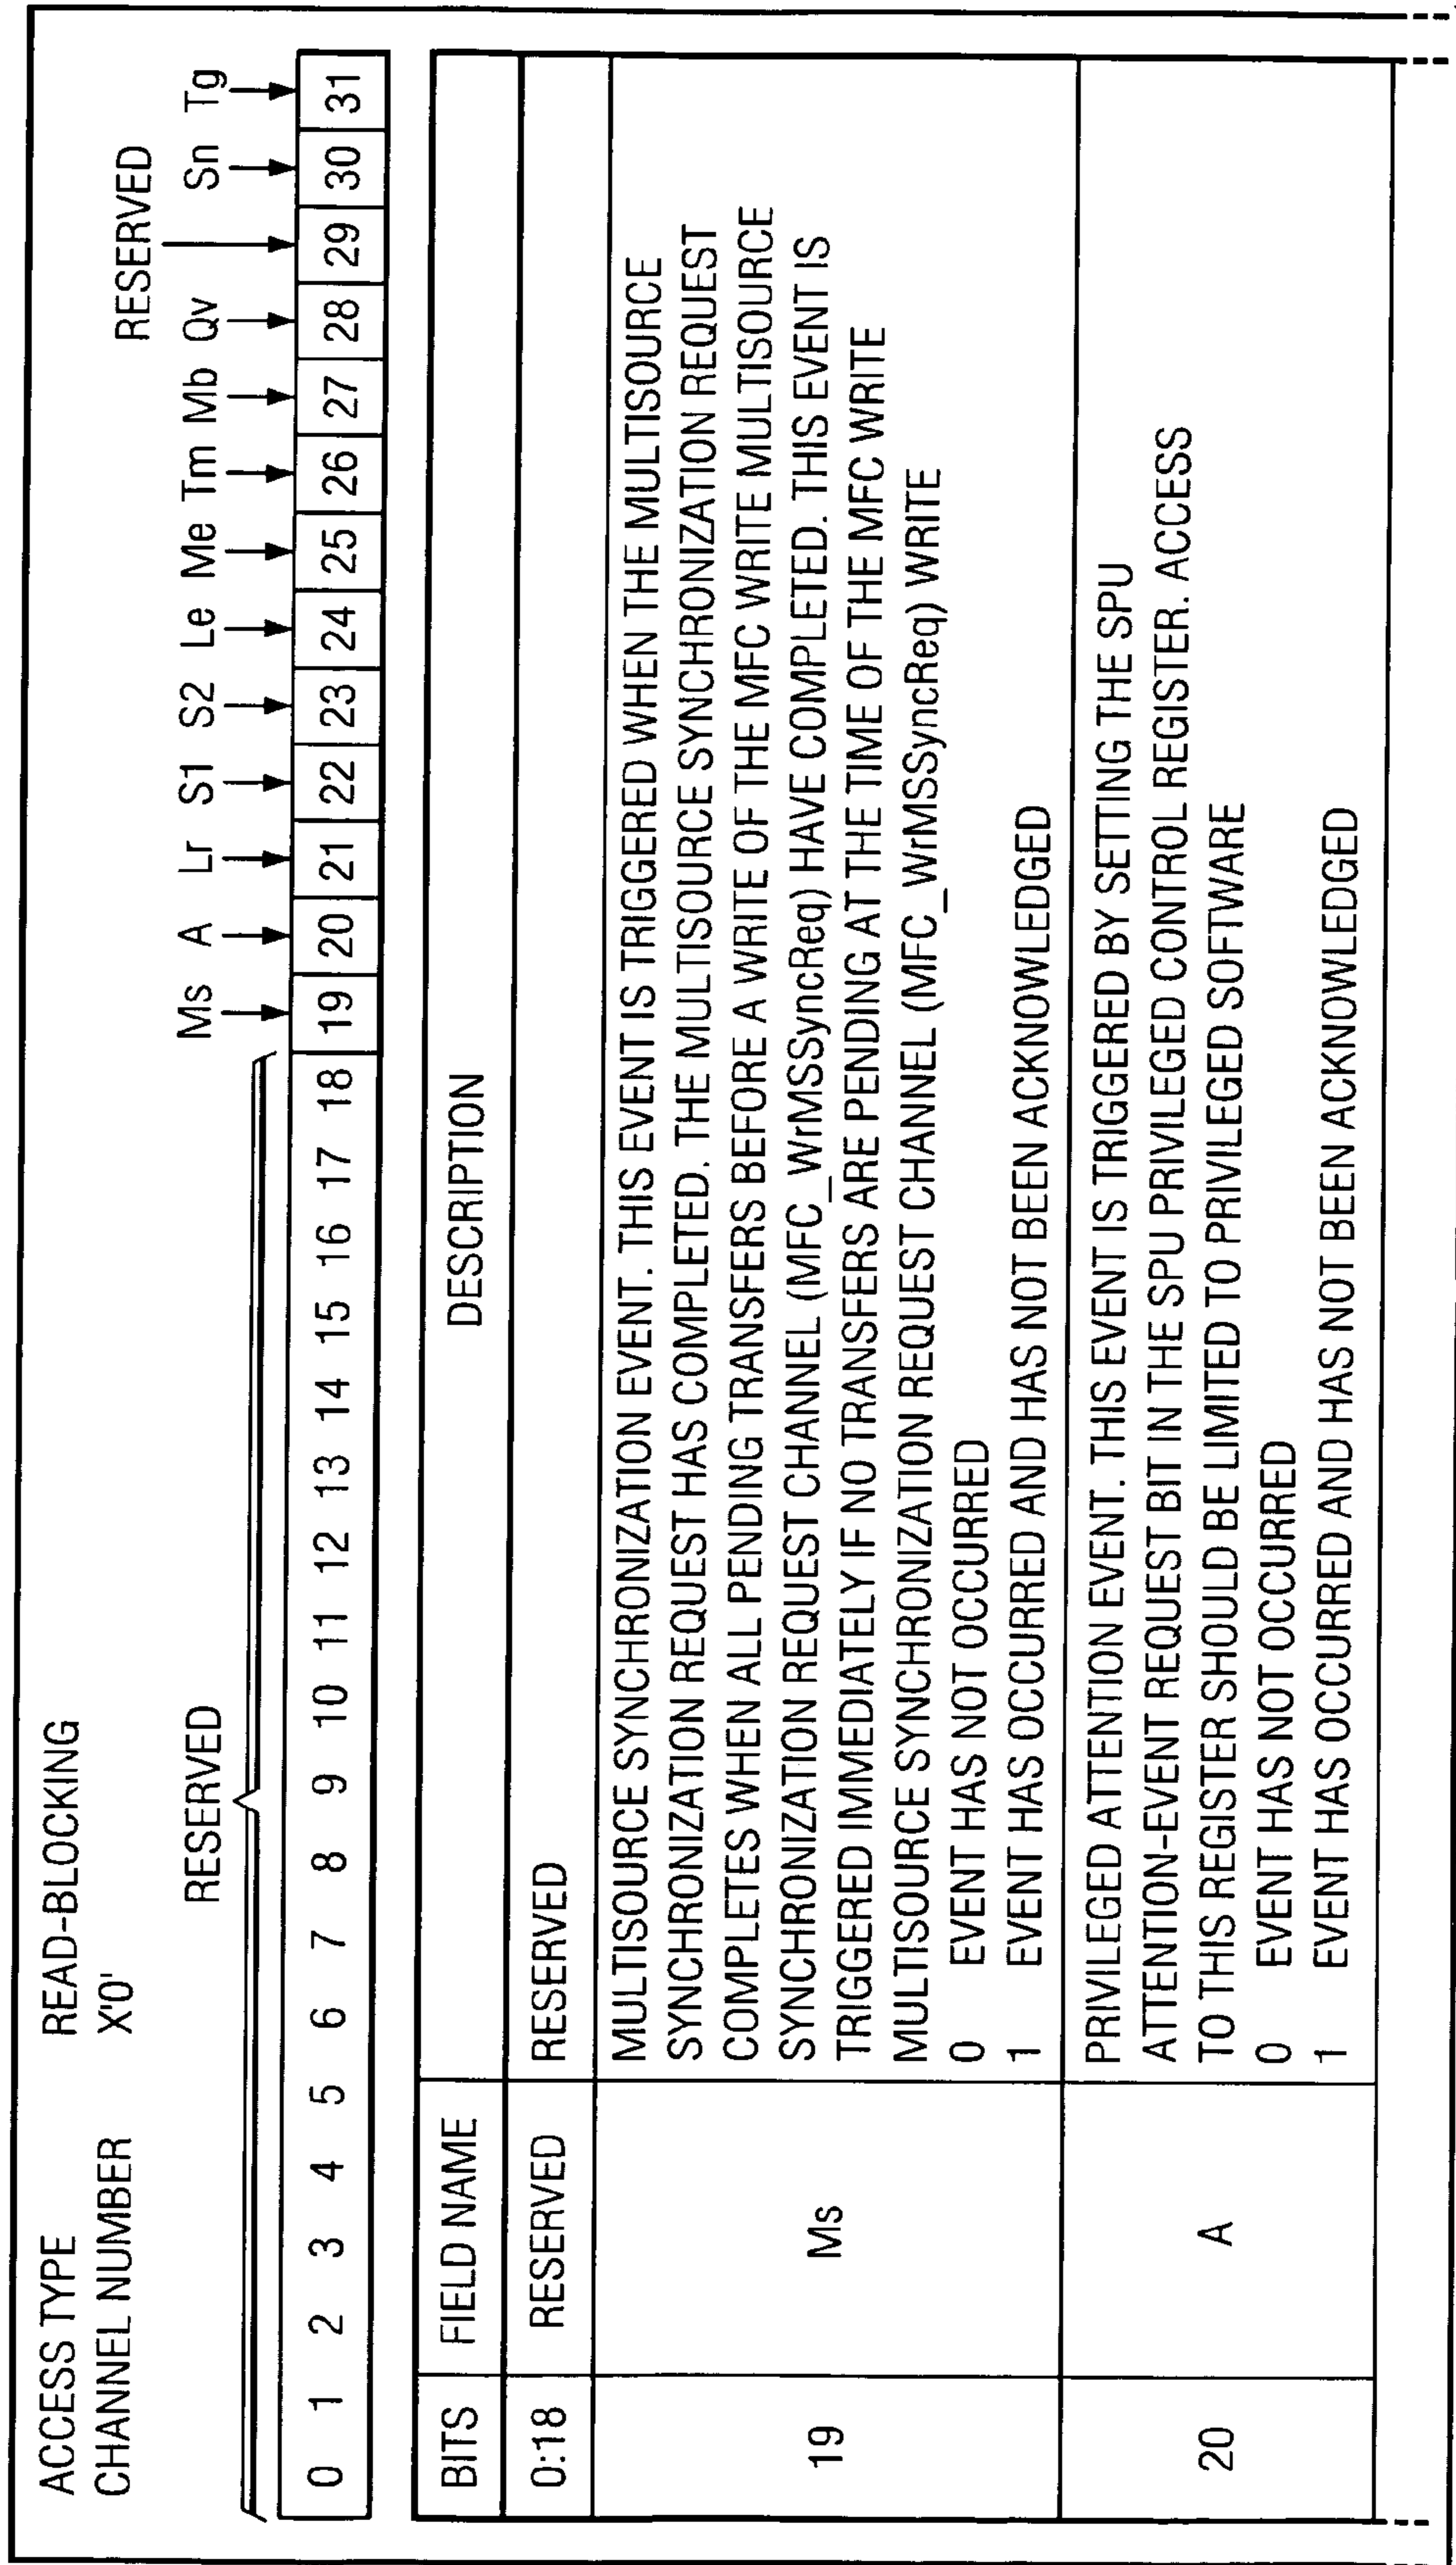 ACCESS TYPE READ-BLOCKING
CHANNEL NUMBER X'0'
RESERVED
RESERVED Ms A Lr S1 S2 Le Me Tm Mb Qv Sn Tg
0 1 2 3 4 5 6 7 8 9 10 11 12 13 14 15 16 17 18 19 20 21 22 23 24 25 26 27 28 29 30 31
BITS FIELD NAME DESCRIPTION
0:18 RESERVED RESERVED
19 Ms
MULTISOURCE SYNCHRONIZATION EVENT. THIS EVENT IS TRIGGERED WHEN THE MULTISOURCE
SYNCHRONIZATION REQUEST HAS COMPLETED. THE MULTISOURCE SYNCHRONIZATION REQUEST
COMPLETES WHEN ALL PENDING TRANSFERS BEFORE A WRITE OF THE MFC WRITE MULTISOURCE
SYNCHRONIZATION REQUEST CHANNEL (MFC_WrMSSyncReq) HAVE COMPLETED. THIS EVENT IS
TRIGGERED IMMEDIATELY IF NO TRANSFERS ARE PENDING AT THE TIME OF THE MFC WRITE
MULTISOURCE SYNCHRONIZATION REQUEST CHANNEL (MFC_WrMSSyncReq) WRITE
0 EVENT HAS NOT OCCURRED
1 EVENT HAS OCCURRED AND HAS NOT BEEN ACKNOWLEDGED
20 A
PRIVILEGED ATTENTION EVENT. THIS EVENT IS TRIGGERED BY SETTING THE SPU
ATTENTION-EVENT REQUEST BIT IN THE SPU PRIVILEGED CONTROL REGISTER. ACCESS
TO THIS REGISTER SHOULD BE LIMITED TO PRIVILEGED SOFTWARE
0 EVENT HAS NOT OCCURRED
1 EVENT HAS OCCURRED AND HAS NOT BEEN ACKNOWLEDGED